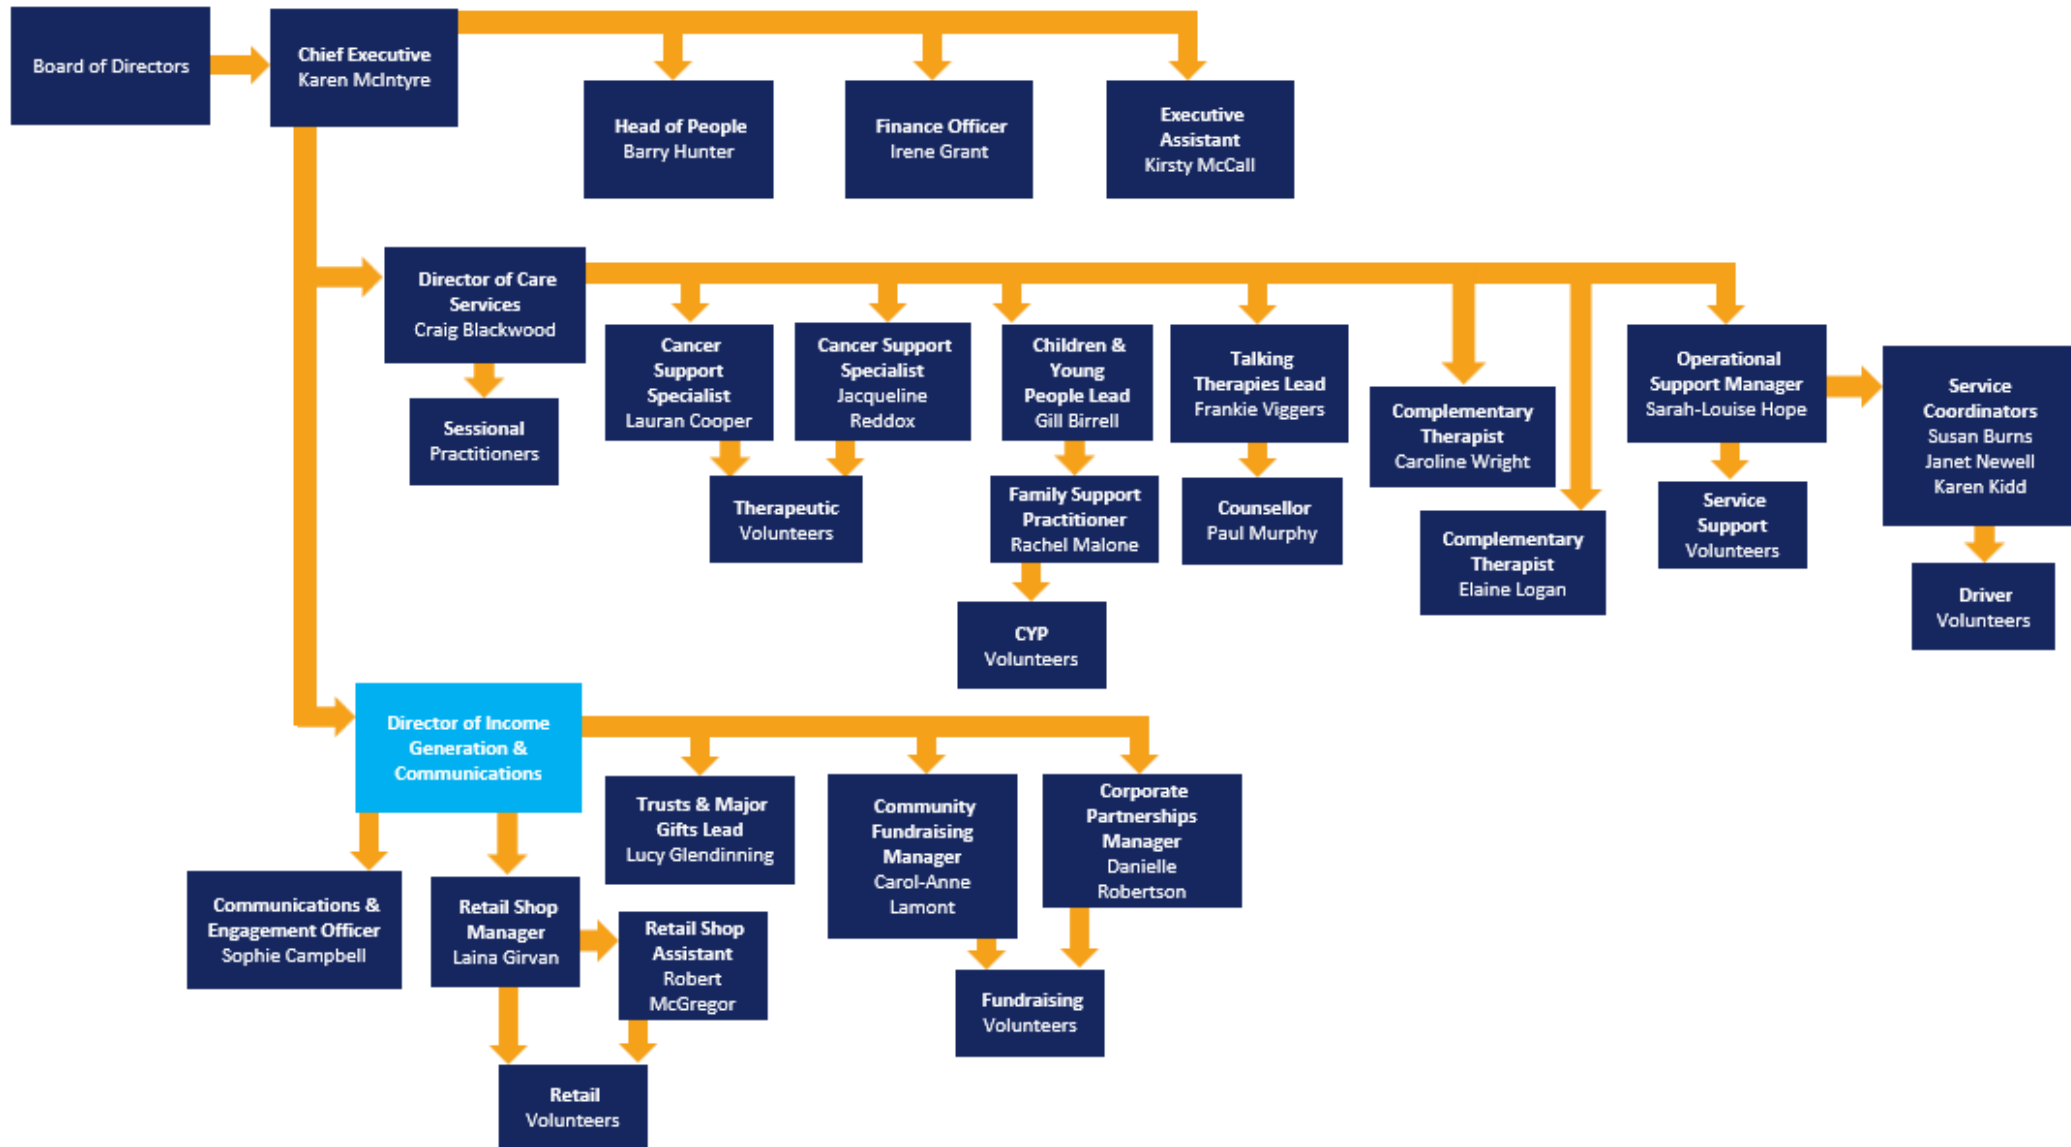 Board of Directors
Chief Executive
Karen McIntyre
Head of People
Barry Hunter
Finance Officer
Irene Grant
Executive
Assistant
Kirsty McCall
Director of Care
Services
Craig Blackwood
Sessional
Practitioners
Cancer
Support
Specialist
Lauran Cooper
Cancer Support
Specialist
Jacqueline
Reddox
Therapeutic
Volunteers
Children &
Young
People Lead
Gill Birrell
Family Support
Practitioner
Rachel Malone
CYP
Volunteers
Talking
Therapies Lead
Frankie Viggers
Counsellor
Paul Murphy
Complementary
Therapist
Caroline Wright
Complementary
Therapist
Elaine Logan
Operational
Support Manager
Sarah-Louise Hope
Service
Support
Volunteers
Service
Coordinators
Susan Burns
Janet Newell
Karen Kidd
Driver
Volunteers
Director of Income
Generation &
Communications
Communications &
Engagement Officer
Sophie Campbell
Retail Shop
Manager
Laina Girvan
Retail Shop
Assistant
Robert
McGregor
Retail
Volunteers
Trusts & Major
Gifts Lead
Lucy Glendinning
Community
Fundraising
Manager
Carol-Anne
Lamont
Corporate
Partnerships
Manager
Danielle
Robertson
Fundraising
Volunteers